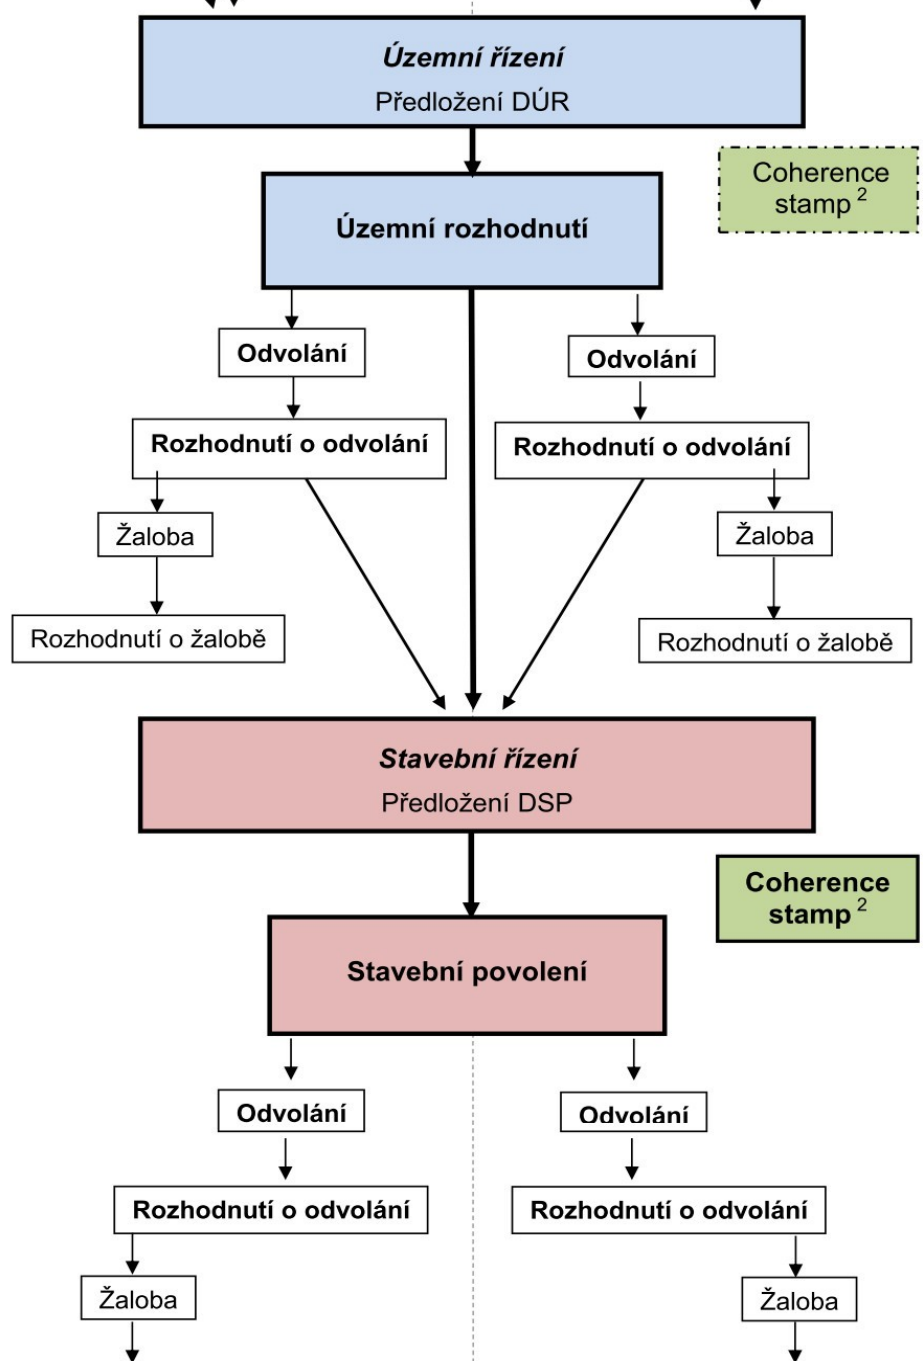 Územní řízení
Předložení DÚR
Coherence
stamp 2
Územní rozhodnutí
Odvolání
Odvolání
Rozhodnutí o odvolání
Rozhodnutí o odvolání
Žaloba
Žaloba
Rozhodnutí o žalobě
Rozhodnutí o žalobě
Stavební řízení
Předložení DSP
Coherence
stamp 2
Stavební povolení
Odvolání
Odvolání
Rozhodnutí o odvolání
Rozhodnutí o odvolání
Žaloba
Žaloba